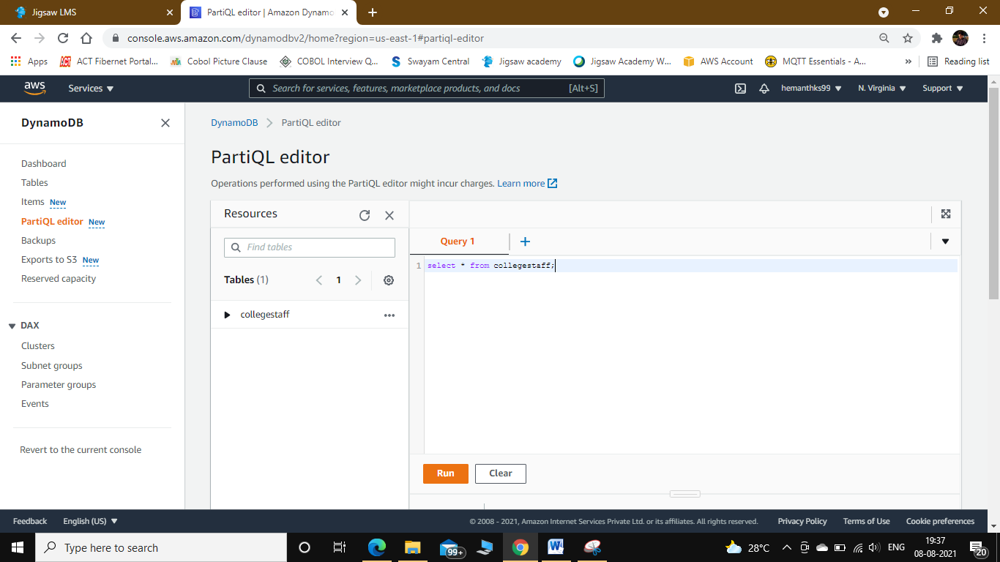 Jigsaw LMS
PartiQL editor | Amazon Dynamo
console.aws.amazon.com/dynamodbv2/home?region=us-east-1#partiql-editor
Apps
ACT Fibernet Portal...
Cobol Picture Clause
COBOL Interview Q...
Swayam Central
Jigsaw academy
Jigsaw Academy W...
AWS Account
MQTT Essentials - A...
»
Reading list
aws
Services
Search for services, features, marketplace products, and docs
[Alt+S]
hemanthks99
N. Virginia
Support
DynamoDB
Dashboard
Tables
Items New
PartiQL editor New
Backups
Exports to S3 New
Reserved capacity
DAX
Clusters
Subnet groups
Parameter groups
Events
Revert to the current console
DynamoDB > PartiQL editor
PartiQL editor
Operations performed using the PartiQL editor might incur charges. Learn more
Resources
Find tables
Tables (1)
1
collegestaff
Query 1
1 select * from collegestaff;
Run
Clear
Feedback
English (US)
© 2008 - 2021, Amazon Internet Services Private Ltd. or its affiliates. All rights reserved.
Privacy Policy
Terms of Use
Cookie preferences
Type here to search
99+
28°C
ENG
19:37
08-08-2021
20